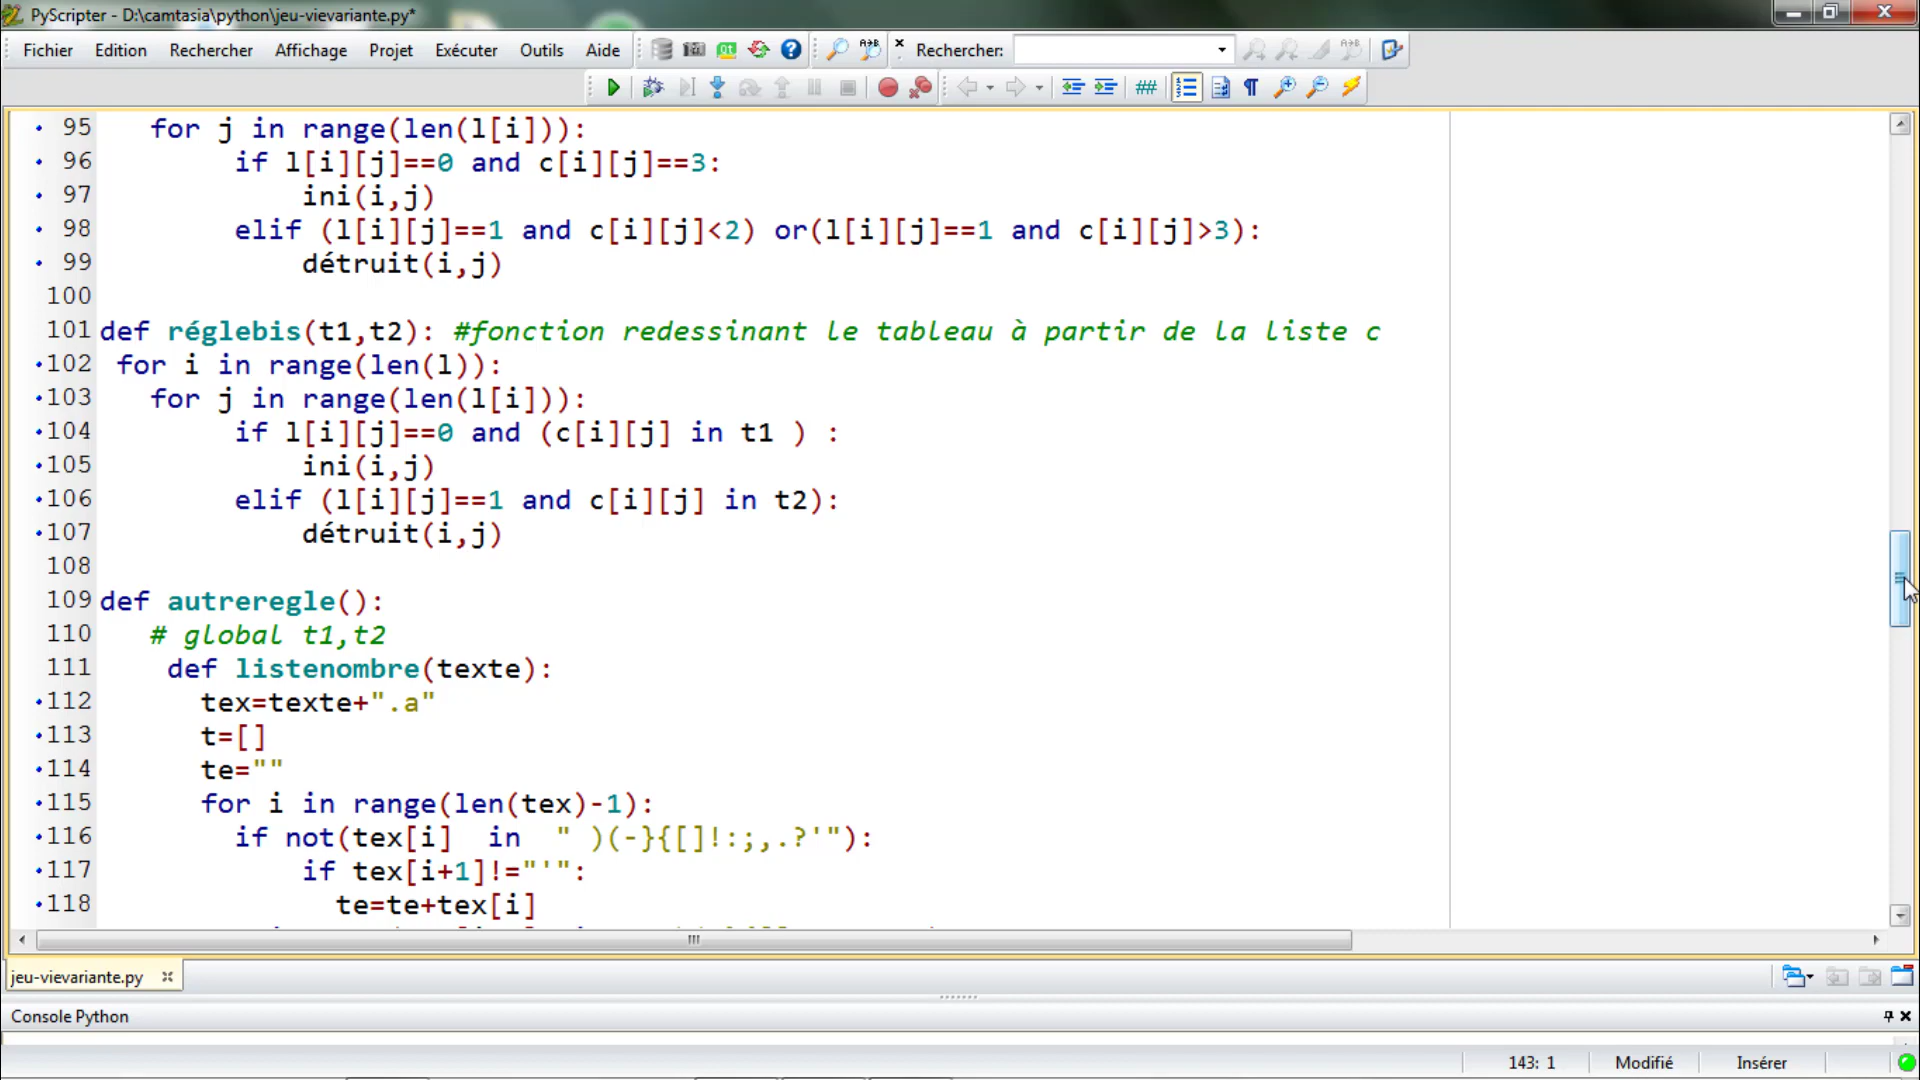 PyScripter - D:\camtasia\python\jeu-vievariante.py*
Fichier Edition Rechercher Affichage Projet Exécuter Outils Aide Rechercher:
95 for j in range(len(l[i])):
96 if l[i][j]==0 and c[i][j]==3:
97 ini(i,j)
98 elif (l[i][j]==1 and c[i][j]<2) or(l[i][j]==1 and c[i][j]>3):
99 détruit(i,j)
100
101 def réglebis(t1,t2): #fonction redessinant le tableau à partir de la liste c
102 for i in range(len(l)):
103 for j in range(len(l[i])):
104 if l[i][j]==0 and (c[i][j] in t1 ) :
105 ini(i,j)
106 elif (l[i][j]==1 and c[i][j] in t2):
107 détruit(i,j)
108
109 def autreregle():
110 # global t1,t2
111 def listenombre(texte):
112 tex=texte+".a"
113 t=[]
114 te=""
115 for i in range(len(tex)-1):
116 if not(tex[i] in " )(-}{[]!:;,.?'"):
117 if tex[i+1]!="'":
118 te=te+tex[i]
jeu-vievariante.py
Console Python
143: 1 Modifié Insérer